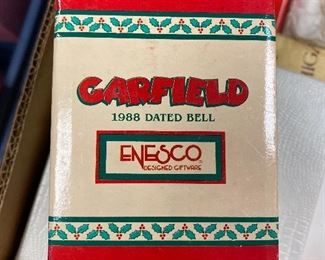 GARFIELD
1988 DATED BELL
ENESCO
DESIGNED GIFTWARE